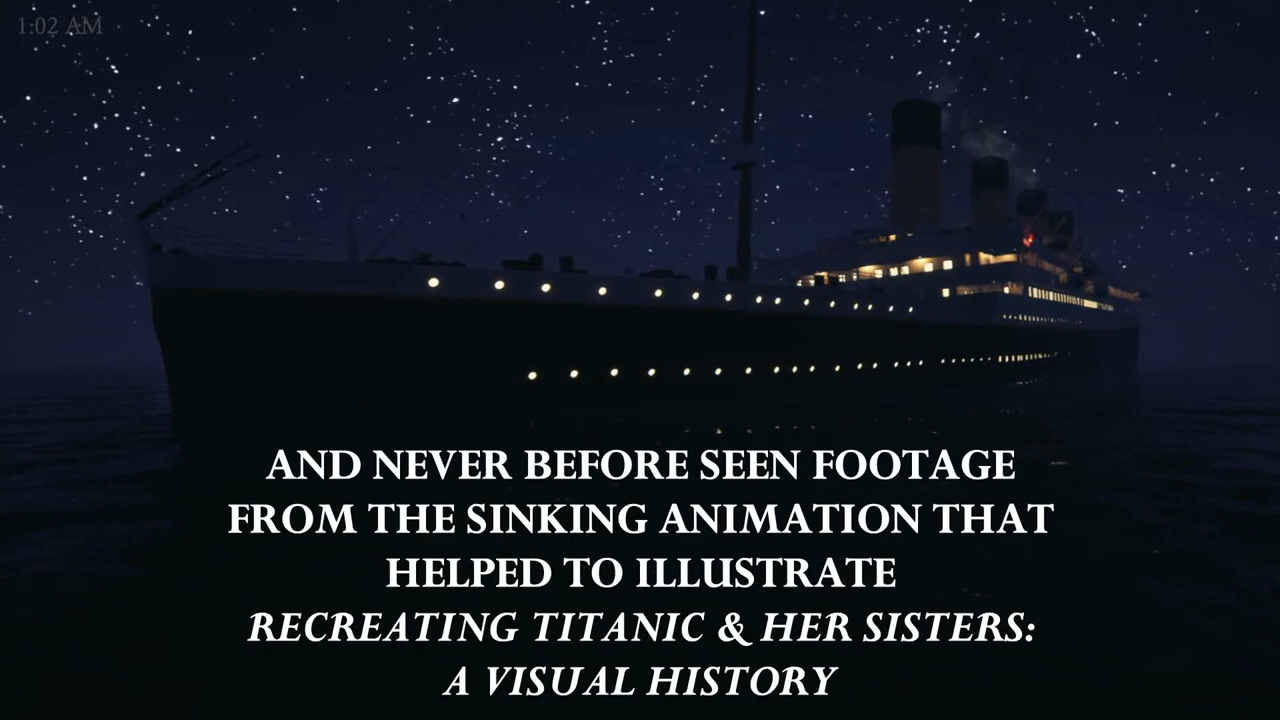 1:02 AM
AND NEVER BEFORE SEEN FOOTAGE
FROM THE SINKING ANIMATION THAT
HELPED TO ILLUSTRATE
RECREATING TITANIC & HER SISTERS:
A VISUAL HISTORY